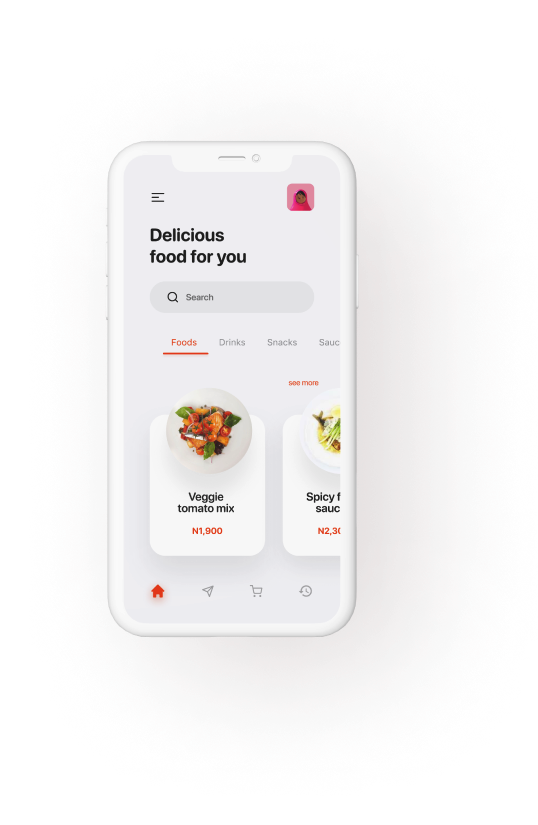 Delicious
food for you
Search
Foods Drinks Snacks Sauc
see more
Veggie
tomato mix
N1,900
Spicy f
sauc
N2,30